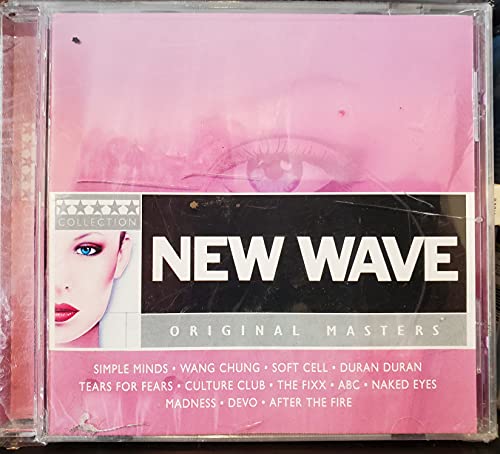 COLLECTION
NEW WAVE
ORIGINAL MASTERS
SIMPLE MINDS • WANG CHUNG • SOFT CELL • DURAN DURAN
TEARS FOR FEARS • CULTURE CLUB • THE FIXX • ABC • NAKED EYES
MADNESS • DEVO • AFTER THE FIRE